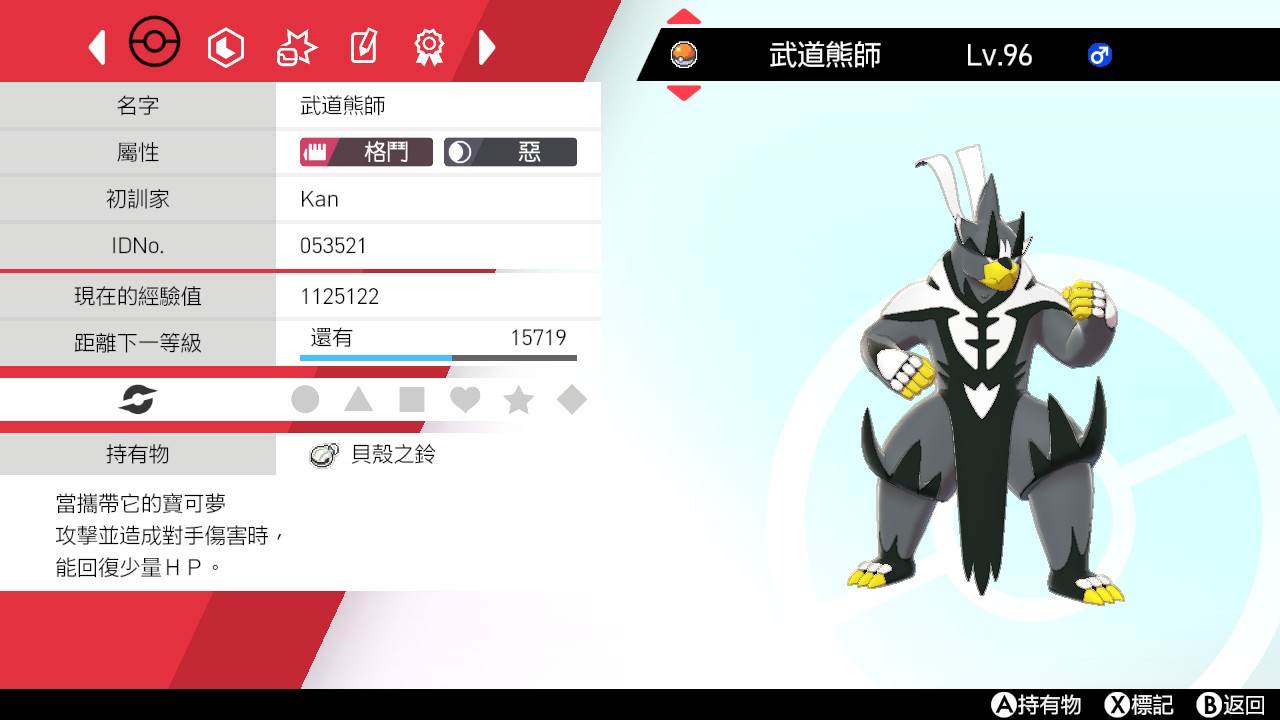 武道熊師 Lv.96
名字 武道熊師
屬性 格鬥 惡
初訓家 Kan
IDNo. 053521
現在的經驗值 1125122
距離下一等級 還有 15719
持有物 貝殼之鈴
當攜帶它的寶可夢
攻擊並造成對手傷害時，
能回復少量ＨＰ。
A持有物 X標記 B返回